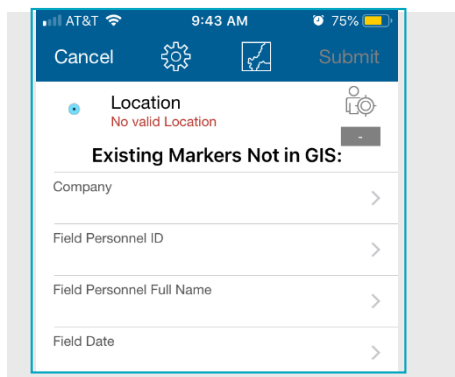 AT&T 9:43 AM 75%
Cancel Submit
Location
No valid Location
-
Existing Markers Not in GIS:
Company
Field Personnel ID
Field Personnel Full Name
Field Date